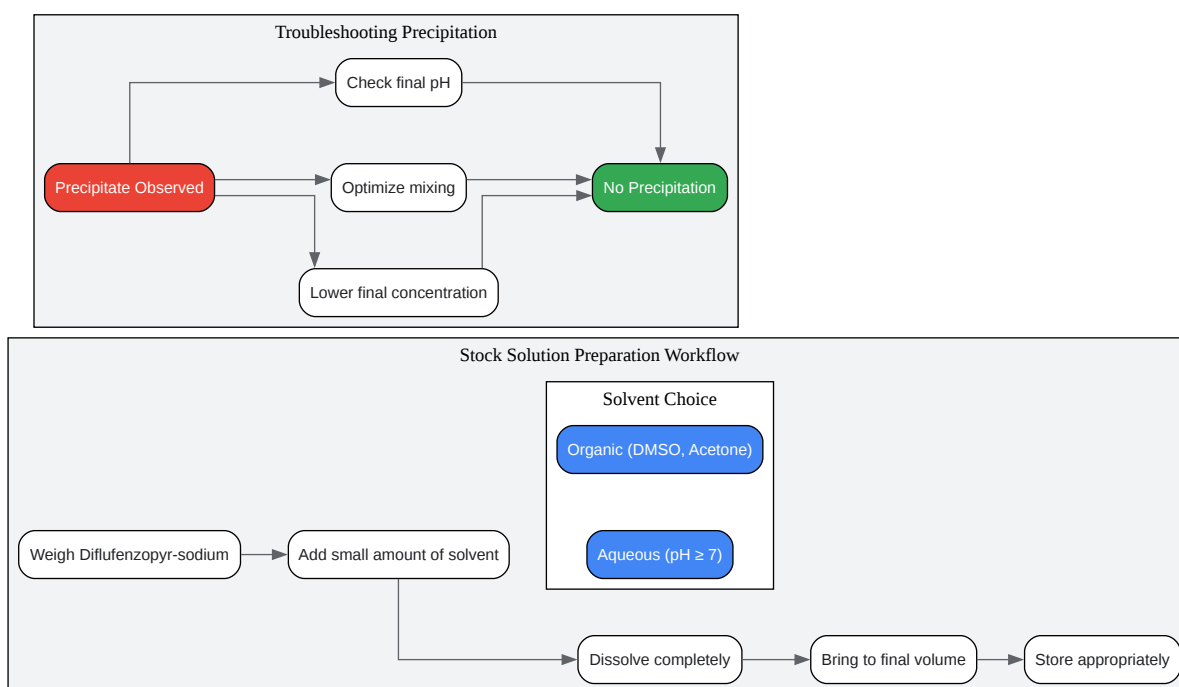 Troubleshooting Precipitation
Check final pH
Precipitate Observed
Optimize mixing
No Precipitation
Lower final concentration
Stock Solution Preparation Workflow
Solvent Choice
Organic (DMSO, Acetone)
Weigh Diflufenzopyr-sodium
Add small amount of solvent
Aqueous (pH ≥ 7)
Dissolve completely
Bring to final volume
Store appropriately